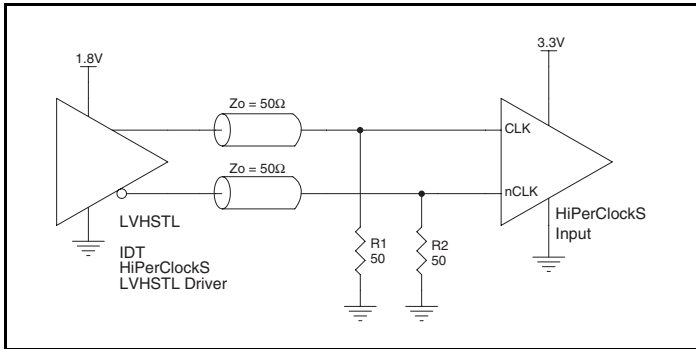 1.8V
3.3V
Zo = 50Ω
CLK
Zo = 50Ω
nCLK
LVHSTL
IDT
HiPerClockS
LVHSTL Driver
R1
50
R2
50
HiPerClockS
Input